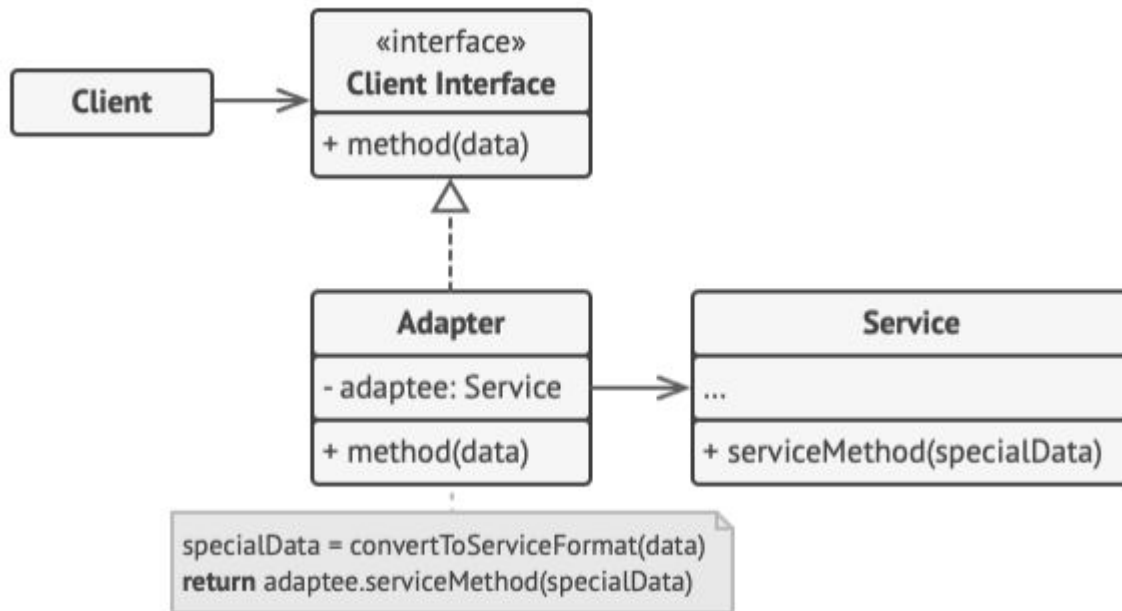 «interface»
Client Interface
Client
+ method(data)
Adapter
Service
- adaptee: Service
...
+ method(data)
+ serviceMethod(specialData)
specialData = convertToServiceFormat(data)
return adaptee.serviceMethod(specialData)